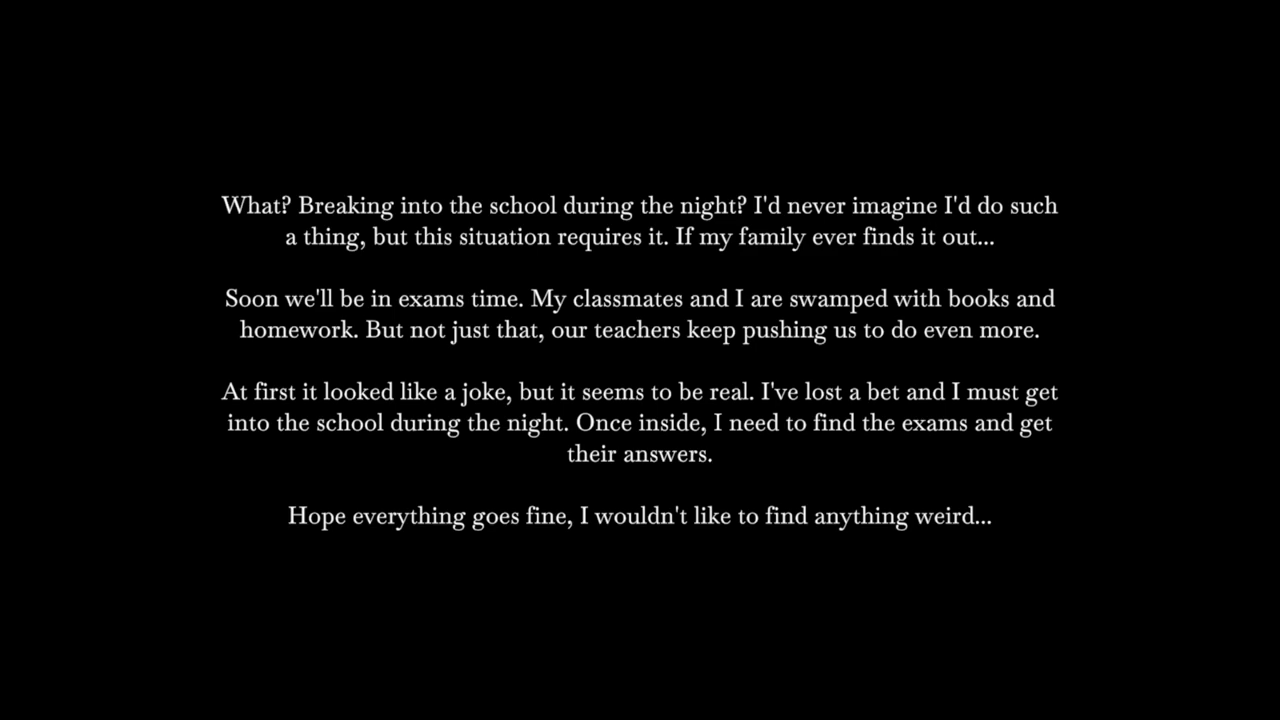 What? Breaking into the school during the night? I'd never imagine I'd do such
a thing, but this situation requires it. If my family ever finds it out...
Soon we'll be in exams time. My classmates and I are swamped with books and
homework. But not just that, our teachers keep pushing us to do even more.
At first it looked like a joke, but it seems to be real. I've lost a bet and I must get
into the school during the night. Once inside, I need to find the exams and get
their answers.
Hope everything goes fine, I wouldn't like to find anything weird...